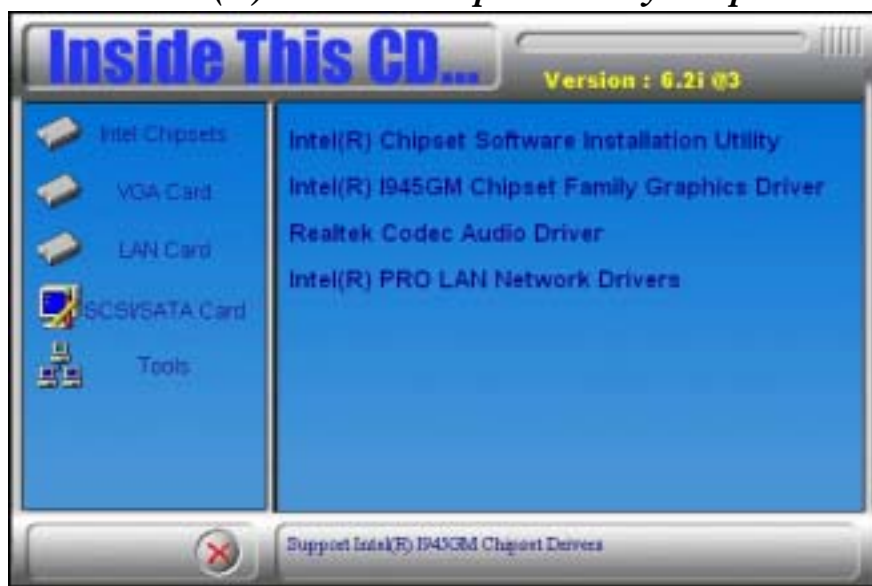 Inside This CD...
Version : 6.2i @3
Intel Chipsets
VGA Card
LAN Card
SCSI/SATA Card
Tools
Intel(R) Chipset Software Installation Utility
Intel(R) I945GM Chipset Family Graphics Driver
Realtek Codec Audio Driver
Intel(R) PRO LAN Network Drivers
Support Intel(R) I945GM Chipset Drivers